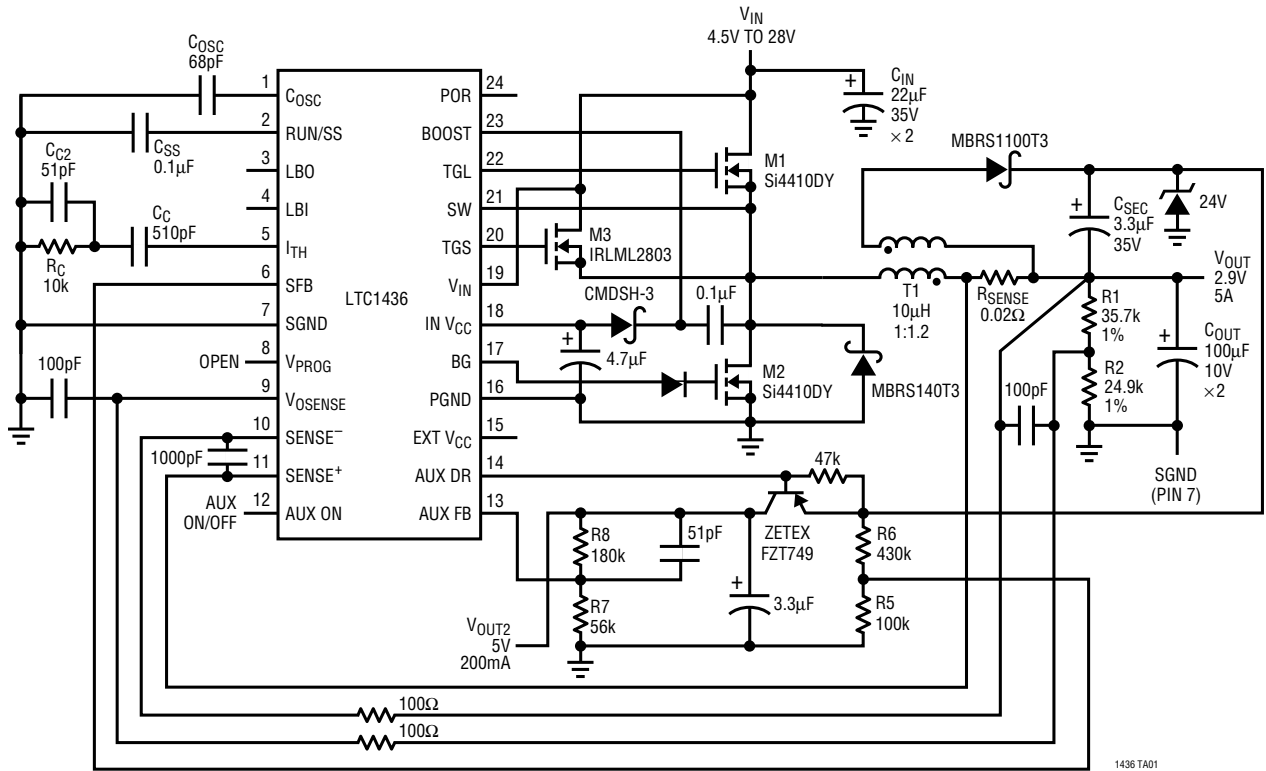 V_IN
4.5V TO 28V
C_OSC
68pF
1
C_OSC
POR
24
C_IN
22µF
35V
× 2
2
RUN/SS
BOOST
23
C_SS
0.1µF
C_C2
51pF
3
LBO
TGL
22
M1
Si4410DY
MBRS1100T3
4
LBI
SW
21
C_SEC
3.3µF
35V
24V
C_C
510pF
5
I_TH
TGS
20
M3
IRLML2803
R_C
10k
6
SFB
V_IN
19
LTC1436
CMDSH-3
0.1µF
T1
10µH
1:1.2
R_SENSE
0.02Ω
V_OUT
2.9V
5A
7
SGND
IN V_CC
18
4.7µF
R1
35.7k
1%
C_OUT
100µF
10V
×2
OPEN
8
V_PROG
BG
17
M2
Si4410DY
MBRS140T3
R2
24.9k
1%
100pF
9
V_OSENSE
PGND
16
100pF
10
SENSE⁻
EXT V_CC
15
1000pF
11
SENSE⁺
AUX DR
14
47k
SGND
(PIN 7)
AUX
ON/OFF
12
AUX ON
AUX FB
13
R8
180k
51pF
ZETEX
FZT749
R6
430k
R7
56k
3.3µF
R5
100k
V_OUT2
5V
200mA
100Ω
100Ω
1436 TA01